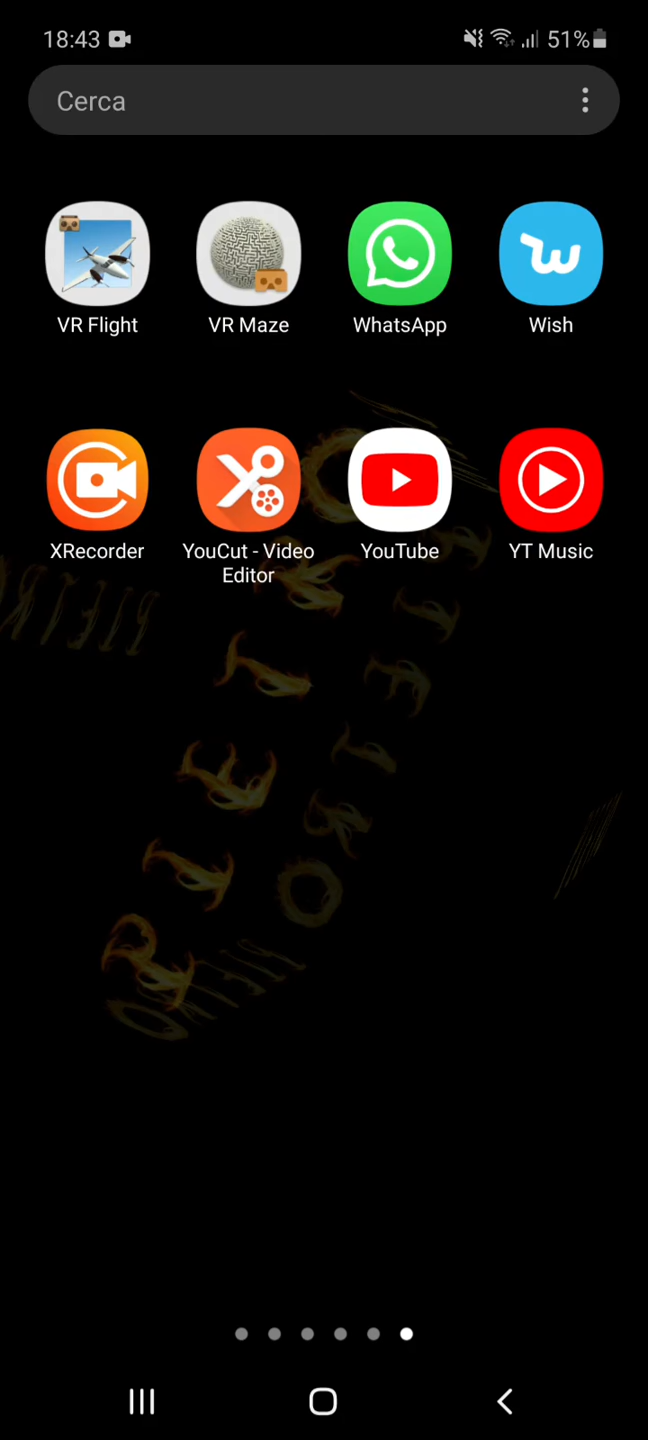 18:43
51%
Cerca
VR Flight
VR Maze
WhatsApp
Wish
XRecorder
YouCut - Video
Editor
YouTube
YT Music